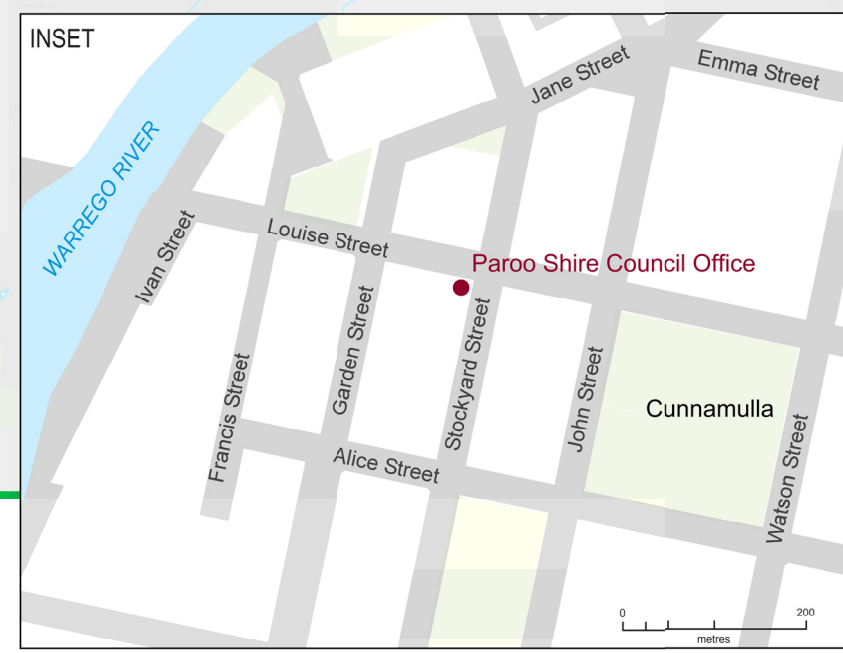 INSET
Jane Street
Emma Street
WARREGO RIVER
Ivan Street
Louise Street
Paroo Shire Council Office
Garden Street
Stockyard Street
Francis Street
John Street
Cunnamulla
Alice Street
Watson Street
0 200
metres